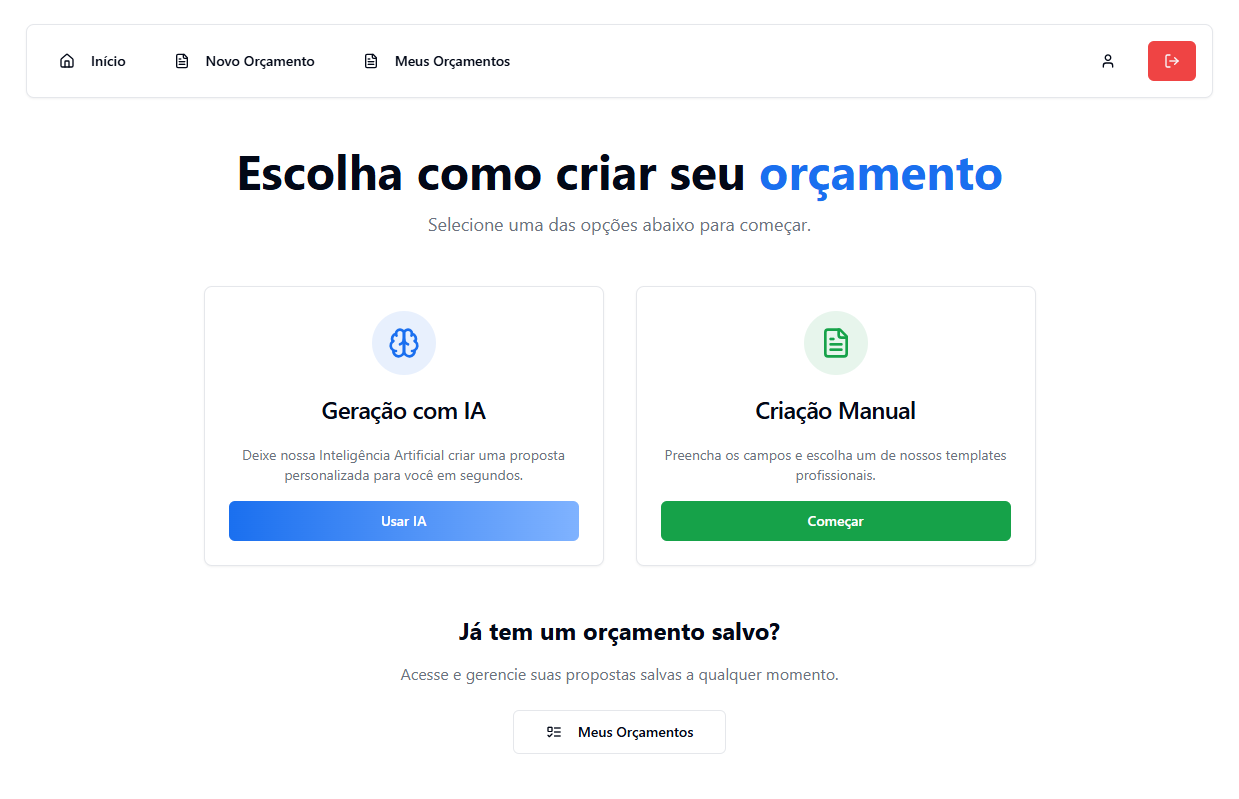 Início
Novo Orçamento
Meus Orçamentos
Escolha como criar seu orçamento
Selecione uma das opções abaixo para começar.
Geração com IA
Deixe nossa Inteligência Artificial criar uma proposta
personalizada para você em segundos.
Usar IA
Criação Manual
Preencha os campos e escolha um de nossos templates
profissionais.
Começar
Já tem um orçamento salvo?
Acesse e gerencie suas propostas salvas a qualquer momento.
Meus Orçamentos